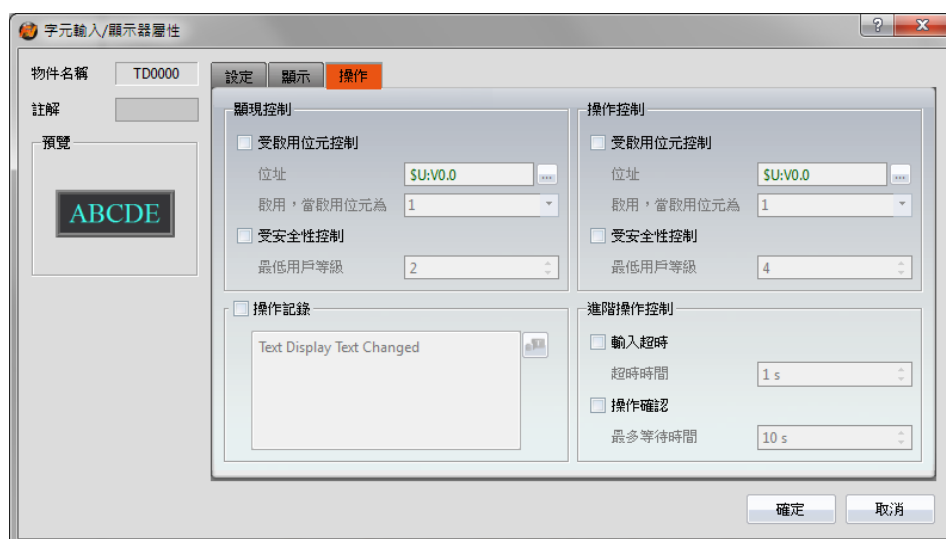 字元輸入/顯示器屬性
物件名稱 TD0000
註解
預覽
ABCDE
設定 顯示 操作
顯現控制
受啟用位元控制
位址 $U:V0.0 ...
啟用，當啟用位元為 1
受安全性控制
最低用戶等級 2
操作控制
受啟用位元控制
位址 $U:V0.0 ...
啟用，當啟用位元為 1
受安全性控制
最低用戶等級 4
操作記錄
Text Display Text Changed
進階操作控制
輸入超時
超時時間 1 s
操作確認
最多等待時間 10 s
確定 取消